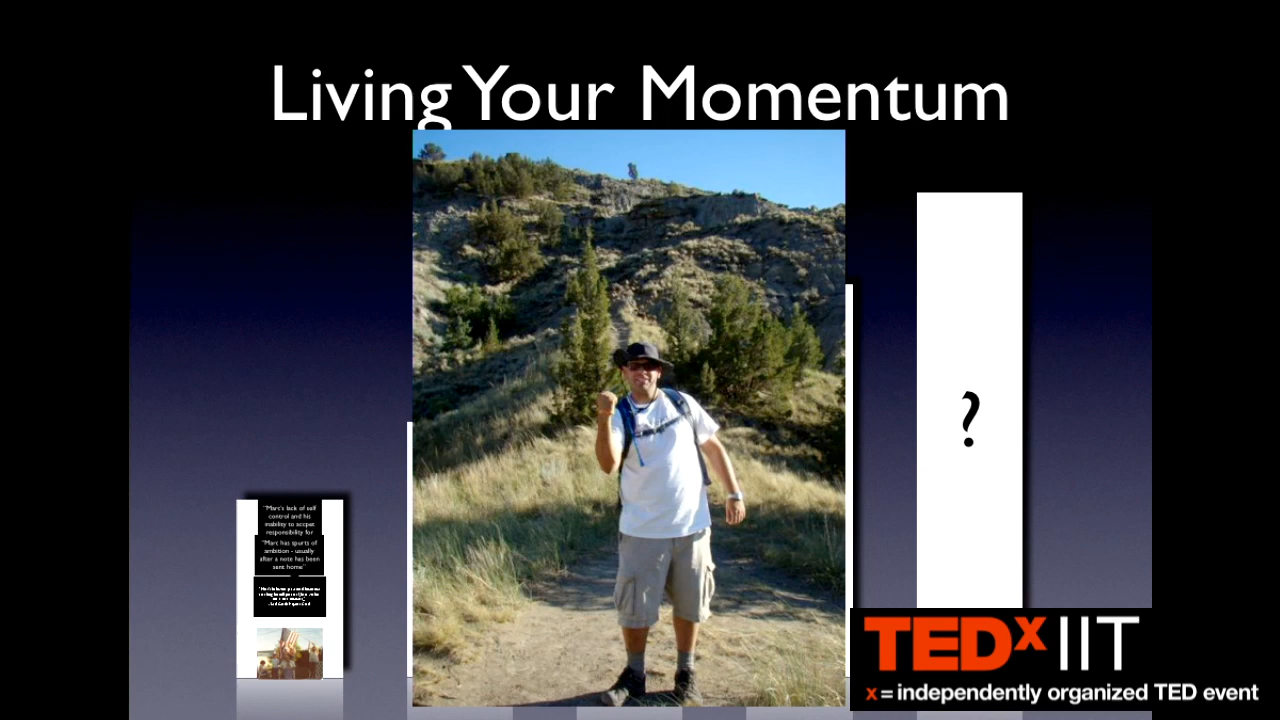 Living Your Momentum
?
"Marc's lack of self
control and his
inability to accpet
responsibility for
"Marc has spurts of
ambition - usually
after a note has been
sent home"
TEDx IIT
x = independently organized TED event